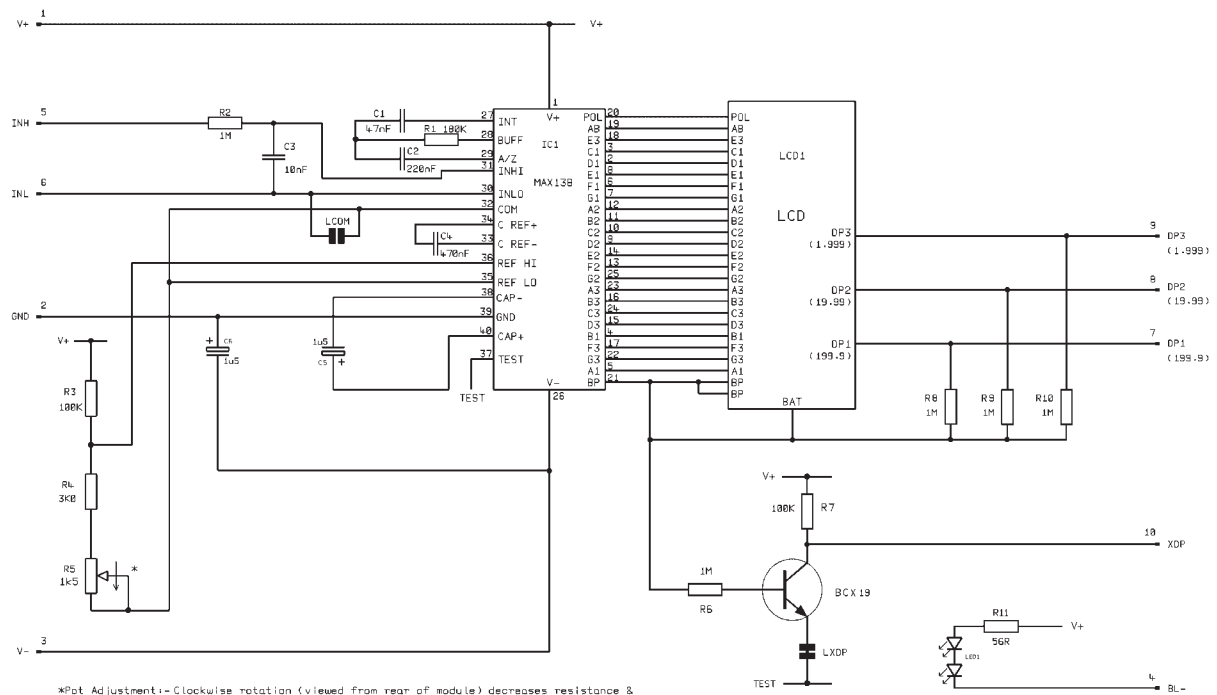 1
V+
V+
5
INH
R2
1M
C3
10nF
6
INL
LCOM
C1
47nF
R1 180K
C2
220nF
C4
470nF
1
V+
IC1
MAX138
27 INT
28 BUFF
29 A/Z
31 INHI
30 INLO
32 COM
34 C REF+
33 C REF-
36 REF HI
35 REF LO
38 CAP-
39 GND
40 CAP+
37 TEST
TEST
V-
26
POL 20 POL
AB 19 AB
E3 18 E3
C1 3 C1
D1 2 D1
E1 8 E1
F1 6 F1
G1 7 G1
A2 12 A2
B2 11 B2
C2 10 C2
D2 9 D2
E2 14 E2
F2 13 F2
G2 25 G2
A3 23 A3
B3 16 B3
C3 24 C3
D3 15 D3
B1 4 B1
F3 17 F3
G3 22 G3
A1 5 A1
BP 21 BP
BP
LCD1
LCD
DP3
(1.999)
DP2
(19.99)
DP1
(199.9)
BAT
9
DP3
(1.999)
8
DP2
(19.99)
7
DP1
(199.9)
R8
1M
R9
1M
R10
1M
2
GND
+
C6
1uS
1uS
C5
+
V+
R3
100K
R4
3K0
R5
1k5
*
3
V-
V+
100K
R7
10
XDP
1M
R6
BCX19
LXDP
TEST
R11
56R
V+
LED1
4
BL-
*Pot Adjustment:- Clockwise rotation (viewed from rear of module) decreases resistance &